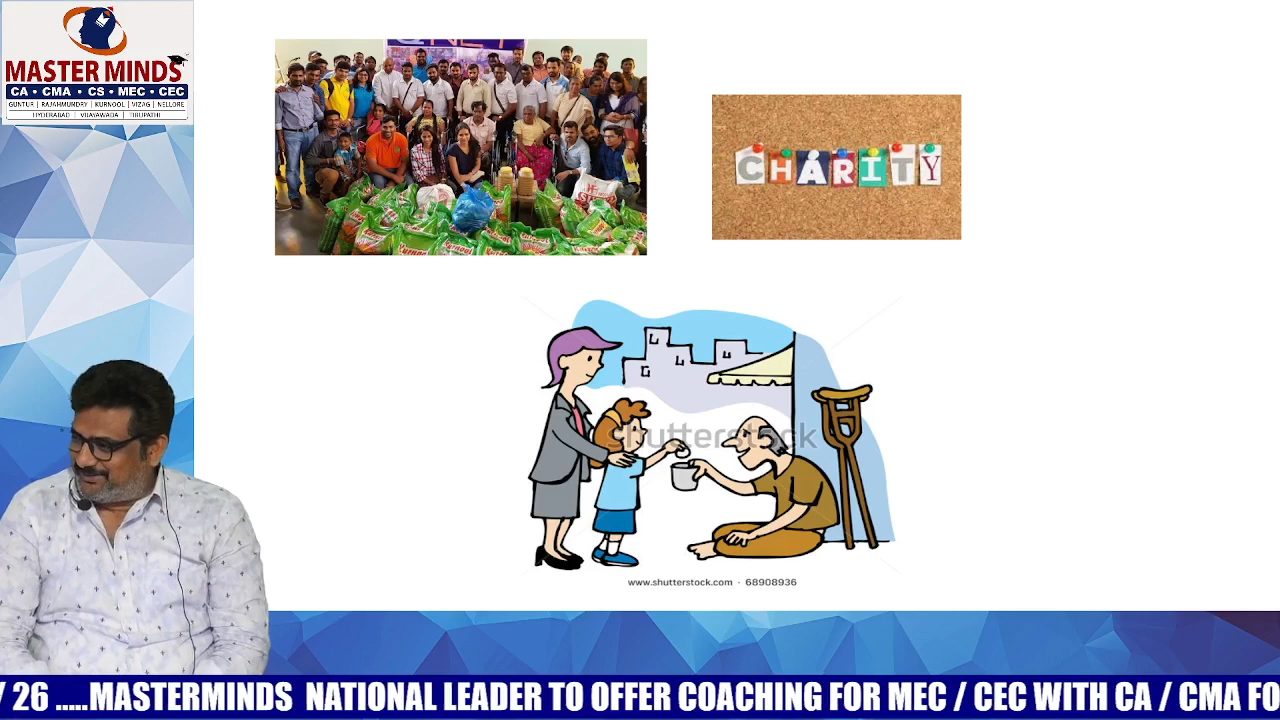 MASTER MINDS
CA • CMA • CS • MEC • CEC
GUNTUR | RAJAHMUNDRY | KURNOOL | VIZAG | NELLORE
HYDERABAD | VIJAYAWADA | TIRUPATHI
CHARITY
shutterstock
www.shutterstock.com · 68908936
/ 26 .....MASTERMINDS NATIONAL LEADER TO OFFER COACHING FOR MEC / CEC WITH CA / CMA FO